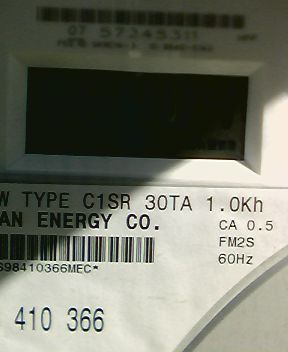 07 57345311
W TYPE C1SR 30TA 1.0Kh
AN ENERGY CO.
CA 0.5
FM2S
60Hz
698410366MEC*
410 366